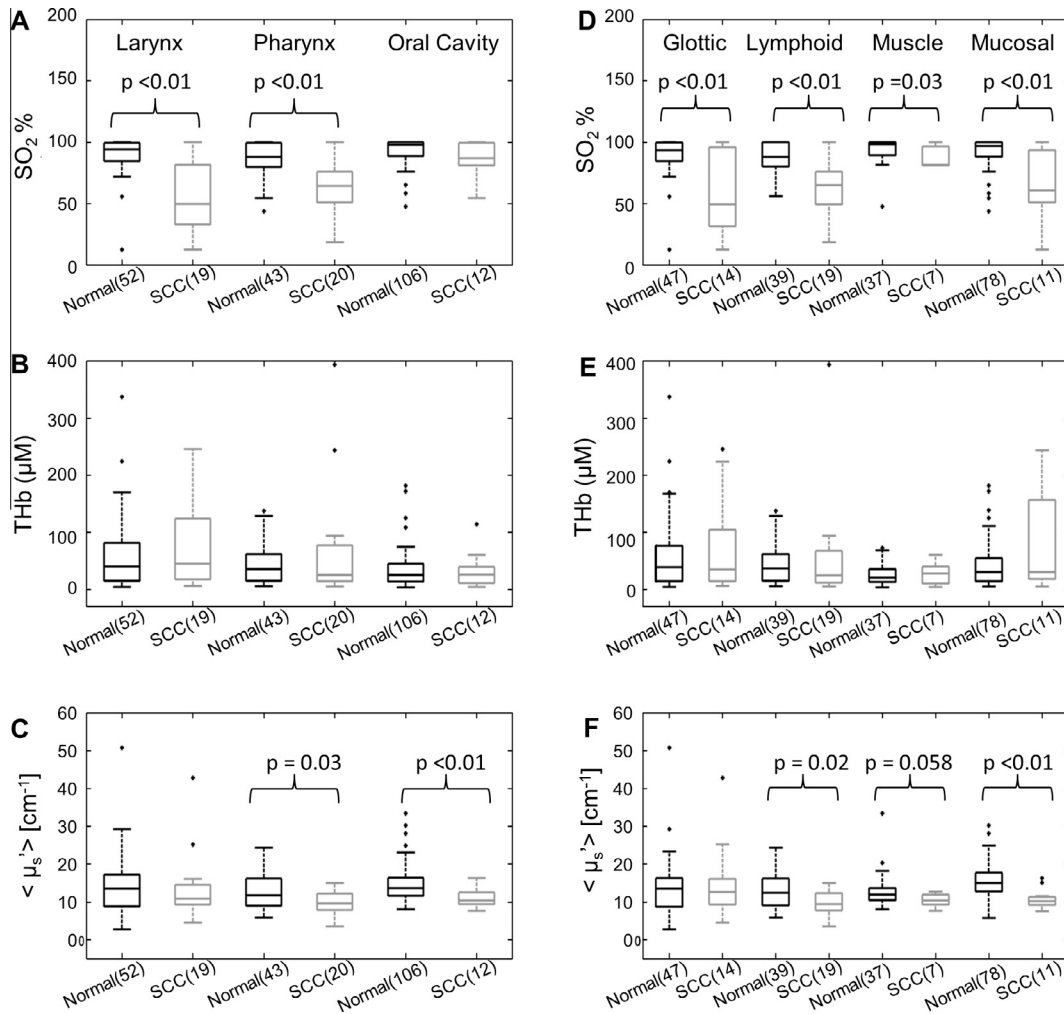 A
D
200
150
100
50
0
SO2 %
Larynx Pharynx Oral Cavity
p <0.01 p <0.01
Normal(52) SCC(19) Normal(43) SCC(20) Normal(106) SCC(12)
200
150
100
50
0
SO2 %
Glottic Lymphoid Muscle Mucosal
p <0.01 p <0.01 p =0.03 p <0.01
Normal(47) SCC(14) Normal(39) SCC(19) Normal(37) SCC(7) Normal(78) SCC(11)
B
400
300
200
100
0
THb (µM)
Normal(52) SCC(19) Normal(43) SCC(20) Normal(106) SCC(12)
E
400
300
200
100
0
THb (µM)
Normal(47) SCC(14) Normal(39) SCC(19) Normal(37) SCC(7) Normal(78) SCC(11)
C
60
50
40
30
20
10
00
< µs'> [cm-1]
p = 0.03 p <0.01
Normal(52) SCC(19) Normal(43) SCC(20) Normal(106) SCC(12)
F
60
50
40
30
20
10
00
< µs'> [cm-1]
p = 0.02 p = 0.058 p <0.01
Normal(47) SCC(14) Normal(39) SCC(19) Normal(37) SCC(7) Normal(78) SCC(11)